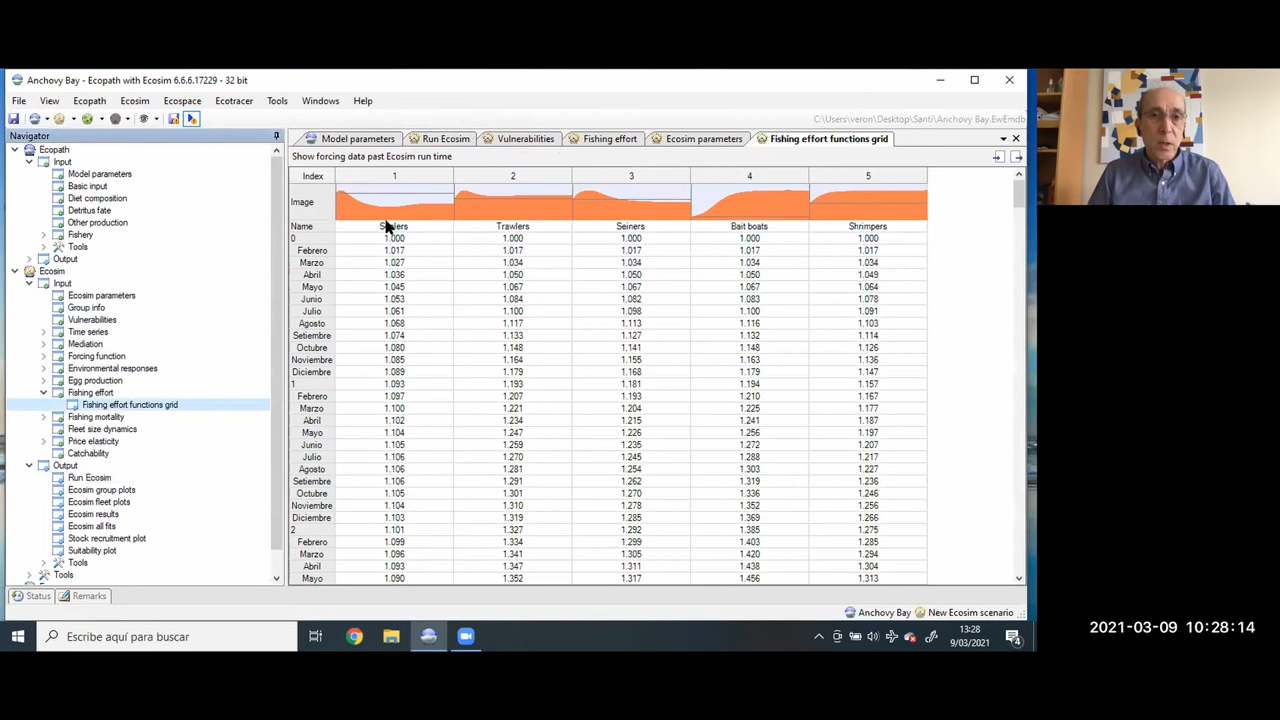 Anchovy Bay - Ecopath with Ecosim 6.6.6.17229 - 32 bit
File View Ecopath Ecosim Ecospace Ecotracer Tools Windows Help
C:\users\veron\Desktop\Santi\Anchovy Bay.EwEmdb
Navigator
Ecopath
Input
Model parameters
Basic input
Diet composition
Detritus fate
Other production
Fishery
Tools
Output
Ecosim
Input
Ecosim parameters
Group info
Vulnerabilities
Time series
Mediation
Forcing function
Environmental responses
Egg production
Fishing effort
Fishing effort functions grid
Fishing mortality
Fleet size dynamics
Price elasticity
Catchability
Output
Run Ecosim
Ecosim group plots
Ecosim fleet plots
Ecosim results
Ecosim all fits
Stock recruitment plot
Suitability plot
Tools
Tools
Model parameters Run Ecosim Vulnerabilities Fishing effort Ecosim parameters Fishing effort functions grid
Show forcing data past Ecosim run time
Index 1 2 3 4 5
Image
Name Trawlers Seiners Bait boats Shrimpers
0 1.000 1.000 1.000 1.000 1.000
Febrero 1.017 1.017 1.017 1.017 1.017
Marzo 1.027 1.034 1.034 1.034 1.034
Abril 1.036 1.050 1.050 1.050 1.049
Mayo 1.045 1.067 1.067 1.067 1.064
Junio 1.053 1.084 1.082 1.083 1.078
Julio 1.061 1.100 1.098 1.100 1.091
Agosto 1.068 1.117 1.113 1.116 1.103
Setiembre 1.074 1.133 1.127 1.132 1.114
Octubre 1.080 1.148 1.141 1.148 1.126
Noviembre 1.085 1.164 1.155 1.163 1.136
Diciembre 1.089 1.179 1.168 1.179 1.147
1 1.093 1.193 1.181 1.194 1.157
Febrero 1.097 1.207 1.193 1.210 1.167
Marzo 1.100 1.221 1.204 1.225 1.177
Abril 1.102 1.234 1.215 1.241 1.187
Mayo 1.104 1.247 1.226 1.256 1.197
Junio 1.105 1.259 1.235 1.272 1.207
Julio 1.106 1.270 1.245 1.288 1.217
Agosto 1.106 1.281 1.254 1.303 1.227
Setiembre 1.106 1.291 1.262 1.319 1.236
Octubre 1.105 1.301 1.270 1.336 1.246
Noviembre 1.104 1.310 1.278 1.352 1.256
Diciembre 1.103 1.319 1.285 1.369 1.266
2 1.101 1.327 1.292 1.385 1.275
Febrero 1.099 1.334 1.299 1.403 1.285
Marzo 1.096 1.341 1.305 1.420 1.294
Abril 1.093 1.347 1.311 1.438 1.304
Mayo 1.090 1.352 1.317 1.456 1.313
Status Remarks
Anchovy Bay New Ecosim scenario
Escribe aquí para buscar
13:28
9/03/2021
4
2021-03-09 10:28:14